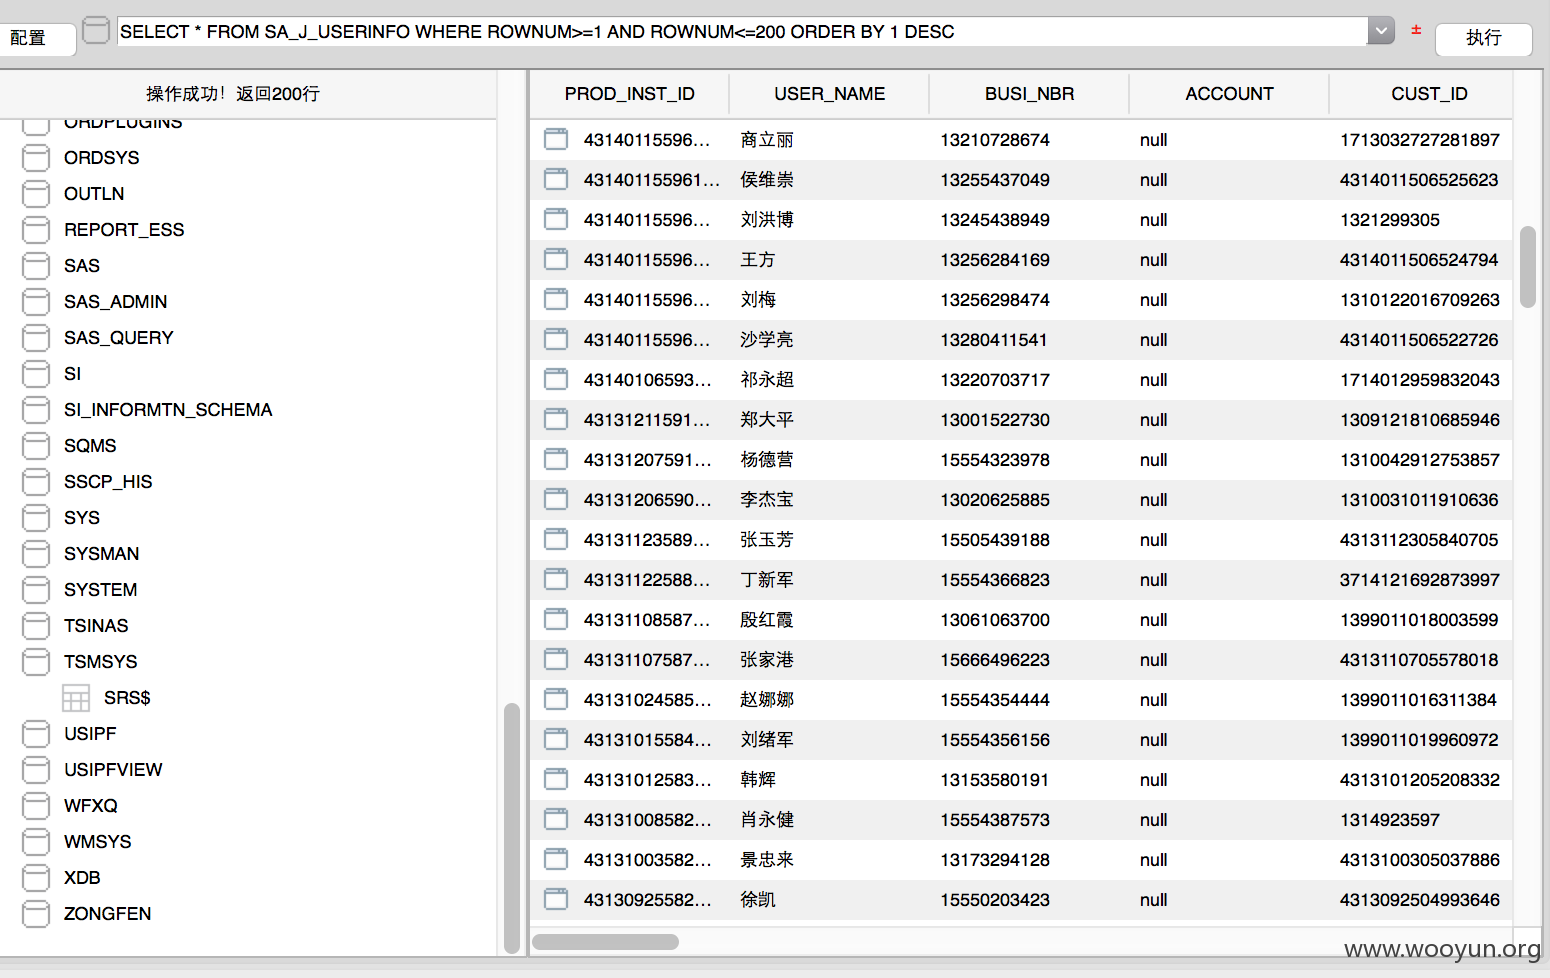 配置
SELECT * FROM SA_J_USERINFO WHERE ROWNUM>=1 AND ROWNUM<=200 ORDER BY 1 DESC
±
执行
操作成功！返回200行
ORDPLUGINS
ORDSYS
OUTLN
REPORT_ESS
SAS
SAS_ADMIN
SAS_QUERY
SI
SI_INFORMTN_SCHEMA
SQMS
SSCP_HIS
SYS
SYSMAN
SYSTEM
TSINAS
TSMSYS
SRS$
USIPF
USIPFVIEW
WFXQ
WMSYS
XDB
ZONGFEN
PROD_INST_ID USER_NAME BUSI_NBR ACCOUNT CUST_ID
43140115596... 商立丽 13210728674 null 1713032727281897
431401155961... 侯维崇 13255437049 null 4314011506525623
43140115596... 刘洪博 13245438949 null 1321299305
43140115596... 王方 13256284169 null 4314011506524794
43140115596... 刘梅 13256298474 null 1310122016709263
43140115596... 沙学亮 13280411541 null 4314011506522726
43140106593... 祁永超 13220703717 null 1714012959832043
43131211591... 郑大平 13001522730 null 1309121810685946
43131207591... 杨德营 15554323978 null 1310042912753857
43131206590... 李杰宝 13020625885 null 1310031011910636
43131123589... 张玉芳 15505439188 null 4313112305840705
43131122588... 丁新军 15554366823 null 3714121692873997
43131108587... 殷红霞 13061063700 null 1399011018003599
43131107587... 张家港 15666496223 null 4313110705578018
43131024585... 赵娜娜 15554354444 null 1399011016311384
43131015584... 刘绪军 15554356156 null 1399011019960972
43131012583... 韩辉 13153580191 null 4313101205208332
43131008582... 肖永健 15554387573 null 1314923597
43131003582... 景忠来 13173294128 null 4313100305037886
43130925582... 徐凯 15550203423 null 4313092504993646
www.wooyun.org